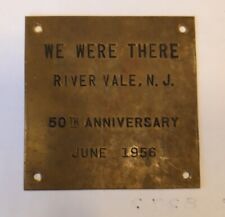 WE WERE THERE
RIVER VALE, N.J.
50TH ANNIVERSARY
JUNE 1956